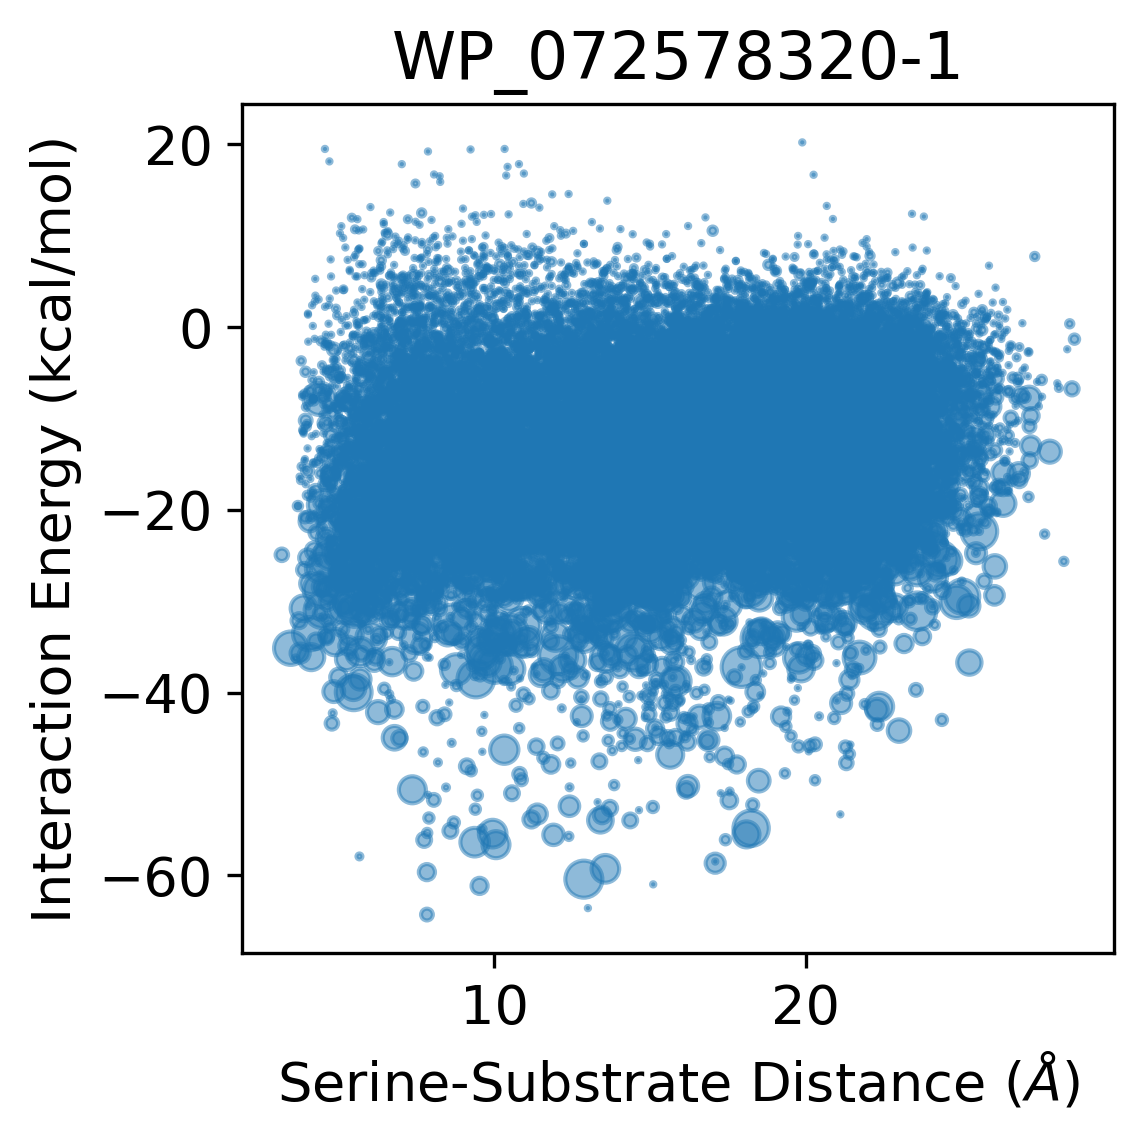 WP_072578320-1
20
0
−20
−40
−60
Interaction Energy (kcal/mol)
10 20
Serine-Substrate Distance (Å)